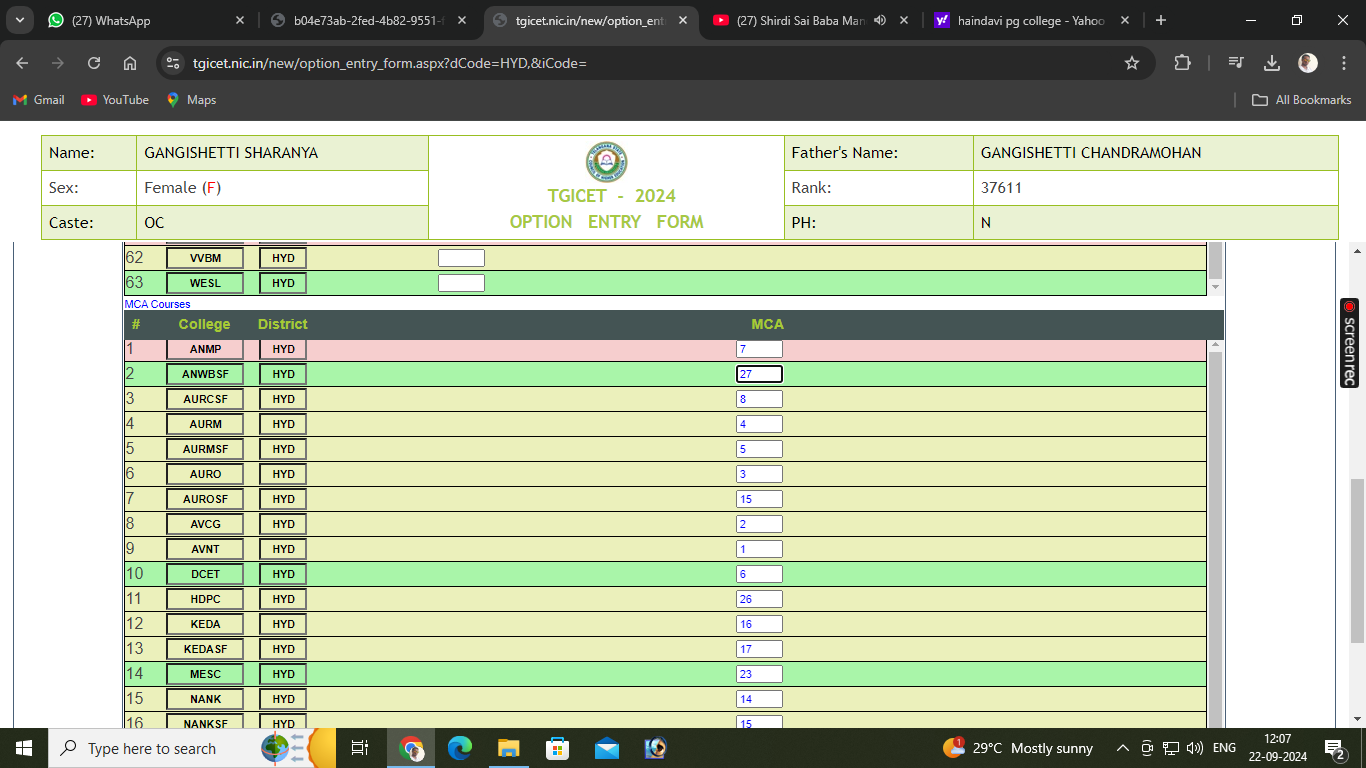 (27) WhatsApp
b04e73ab-2fed-4b82-9551-f
tgicet.nic.in/new/option_enti
(27) Shirdi Sai Baba Man
haindavi pg college - Yahoo
tgicet.nic.in/new/option_entry_form.aspx?dCode=HYD,&iCode=
Gmail YouTube Maps All Bookmarks
Name: GANGISHETTI SHARANYA Father's Name: GANGISHETTI CHANDRAMOHAN
Sex: Female (F) TGICET - 2024 Rank: 37611
Caste: OC OPTION ENTRY FORM PH: N
62 VVBM HYD
63 WESL HYD
MCA Courses
# College District MCA
1 ANMP HYD 7
2 ANWBSF HYD 27
3 AURCSF HYD 8
4 AURM HYD 4
5 AURMSF HYD 5
6 AURO HYD 3
7 AUROSF HYD 15
8 AVCG HYD 2
9 AVNT HYD 1
10 DCET HYD 6
11 HDPC HYD 26
12 KEDA HYD 16
13 KEDASF HYD 17
14 MESC HYD 23
15 NANK HYD 14
16 NANKSF HYD 15
screenrec
Type here to search
1 29°C Mostly sunny ENG 12:07
22-09-2024 2